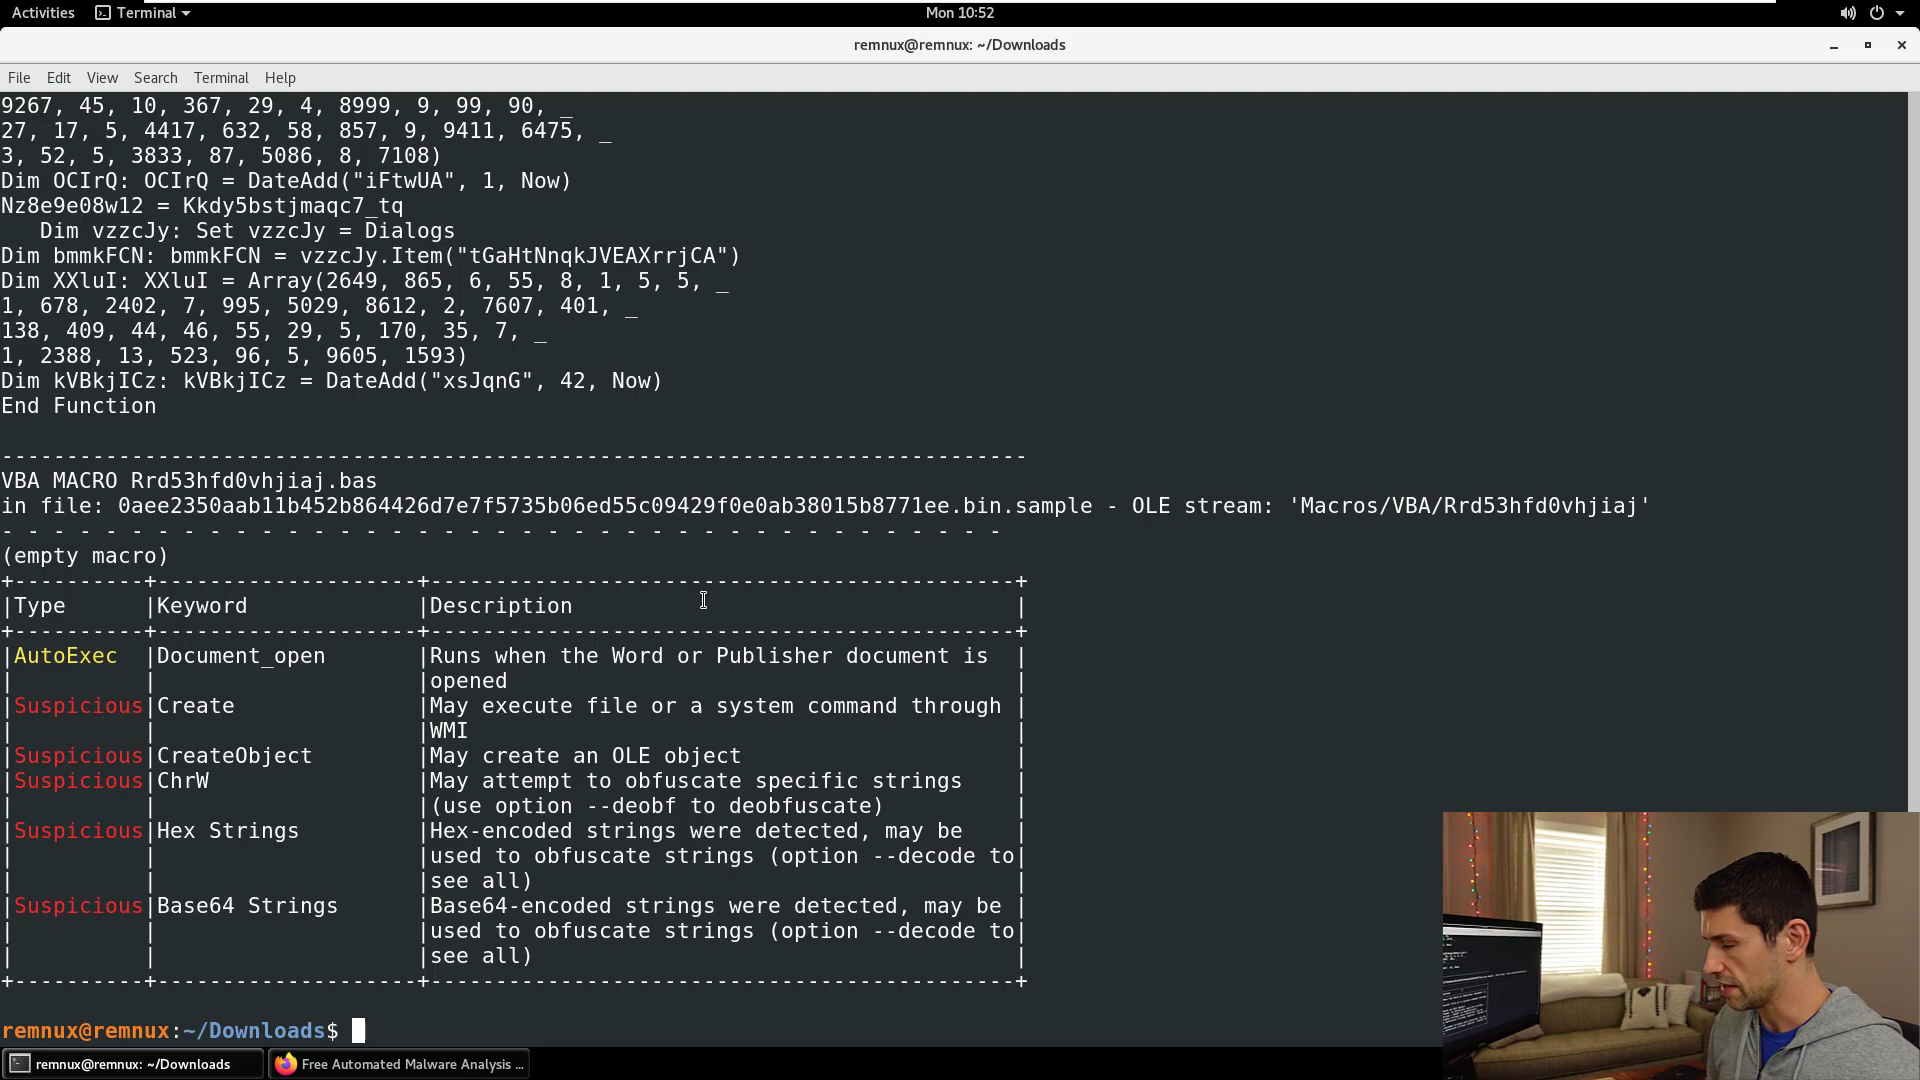 Activities Terminal Mon 10:52
remnux@remnux: ~/Downloads
File Edit View Search Terminal Help
9267, 45, 10, 367, 29, 4, 8999, 9, 99, 90, _
27, 17, 5, 4417, 632, 58, 857, 9, 9411, 6475, _
3, 52, 5, 3833, 87, 5086, 8, 7108)
Dim OCIrQ: OCIrQ = DateAdd("iFtwUA", 1, Now)
Nz8e9e08w12 = Kkdy5bstjmaqc7_tq
   Dim vzzcJy: Set vzzcJy = Dialogs
Dim bmmkFCN: bmmkFCN = vzzcJy.Item("tGaHtNnqkJVEAXrrjCA")
Dim XXluI: XXluI = Array(2649, 865, 6, 55, 8, 1, 5, 5, _
1, 678, 2402, 7, 995, 5029, 8612, 2, 7607, 401, _
138, 409, 44, 46, 55, 29, 5, 170, 35, 7, _
1, 2388, 13, 523, 96, 5, 9605, 1593)
Dim kVBkjICz: kVBkjICz = DateAdd("xsJqnG", 42, Now)
End Function
-------------------------------------------------------------------------------
VBA MACRO Rrd53hfd0vhjiaj.bas
in file: 0aee2350aab11b452b864426d7e7f5735b06ed55c09429f0e0ab38015b8771ee.bin.sample - OLE stream: 'Macros/VBA/Rrd53hfd0vhjiaj'
- - - - - - - - - - - - - - - - - - - - - - - - - - - - - - - - - - - - - - -
(empty macro)
+----------+--------------------+---------------------------------------------+
|Type      |Keyword             |Description                                  |
+----------+--------------------+---------------------------------------------+
|AutoExec  |Document_open       |Runs when the Word or Publisher document is  |
|          |                    |opened                                       |
|Suspicious|Create              |May execute file or a system command through |
|          |                    |WMI                                          |
|Suspicious|CreateObject        |May create an OLE object                     |
|Suspicious|ChrW                |May attempt to obfuscate specific strings    |
|          |                    |(use option --deobf to deobfuscate)          |
|Suspicious|Hex Strings         |Hex-encoded strings were detected, may be    |
|          |                    |used to obfuscate strings (option --decode to|
|          |                    |see all)                                     |
|Suspicious|Base64 Strings      |Base64-encoded strings were detected, may be |
|          |                    |used to obfuscate strings (option --decode to|
|          |                    |see all)                                     |
+----------+--------------------+---------------------------------------------+
remnux@remnux:~/Downloads$
remnux@remnux: ~/Downloads Free Automated Malware Analysis ...